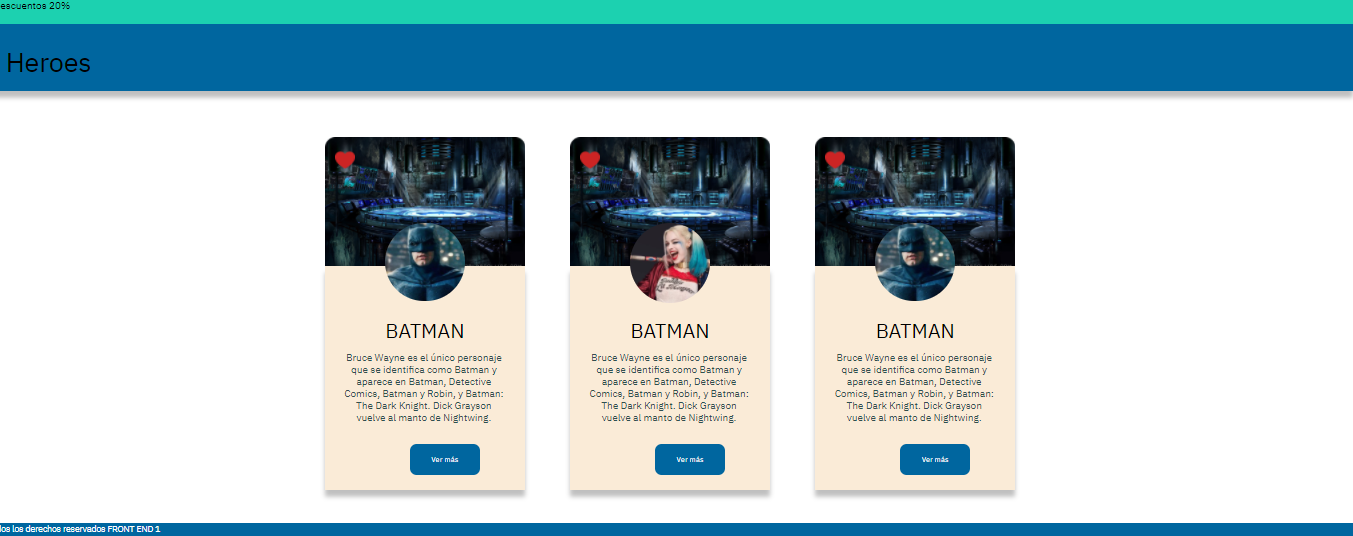 escuentos 20%
Heroes
BATMAN
Bruce Wayne es el único personaje
que se identifica como Batman y
aparece en Batman, Detective
Comics, Batman y Robin, y Batman:
The Dark Knight. Dick Grayson
vuelve al manto de Nightwing.
Ver más
BATMAN
Bruce Wayne es el único personaje
que se identifica como Batman y
aparece en Batman, Detective
Comics, Batman y Robin, y Batman:
The Dark Knight. Dick Grayson
vuelve al manto de Nightwing.
Ver más
BATMAN
Bruce Wayne es el único personaje
que se identifica como Batman y
aparece en Batman, Detective
Comics, Batman y Robin, y Batman:
The Dark Knight. Dick Grayson
vuelve al manto de Nightwing.
Ver más
dos los derechos reservados FRONT END 1